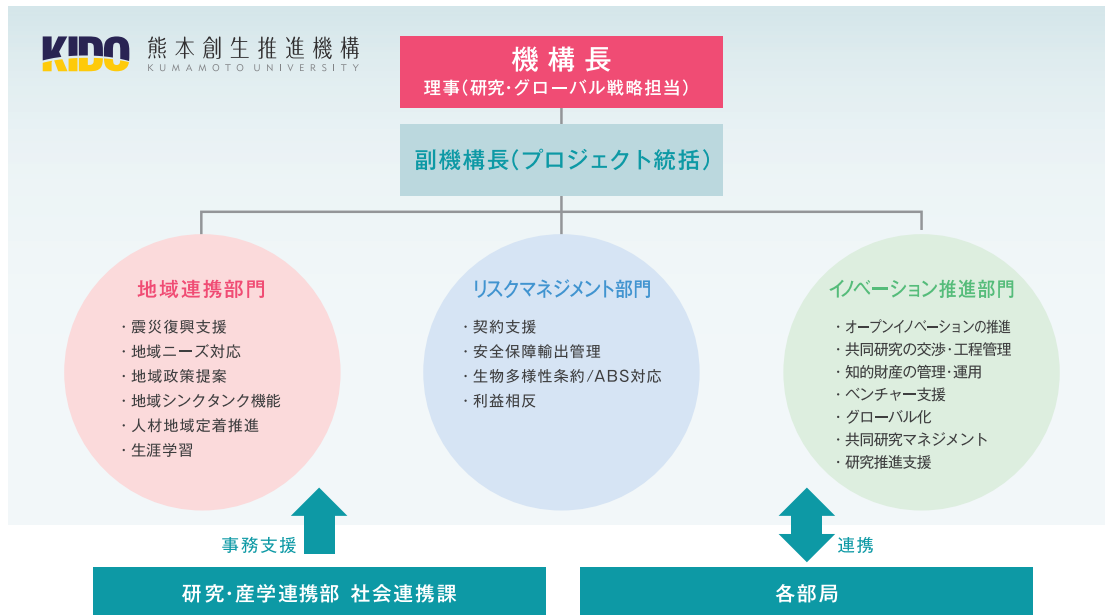 KIDO 熊本創生推進機構
KUMAMOTO UNIVERSITY
機構長
理事(研究・グローバル戦略担当)
副機構長(プロジェクト統括)
地域連携部門
・震災復興支援
・地域ニーズ対応
・地域政策提案
・地域シンクタンク機能
・人材地域定着推進
・生涯学習
リスクマネジメント部門
・契約支援
・安全保障輸出管理
・生物多様性条約/ABS対応
・利益相反
イノベーション推進部門
・オープンイノベーションの推進
・共同研究の交渉・工程管理
・知的財産の管理・運用
・ベンチャー支援
・グローバル化
・共同研究マネジメント
・研究推進支援
事務支援
連携
研究・産学連携部 社会連携課
各部局